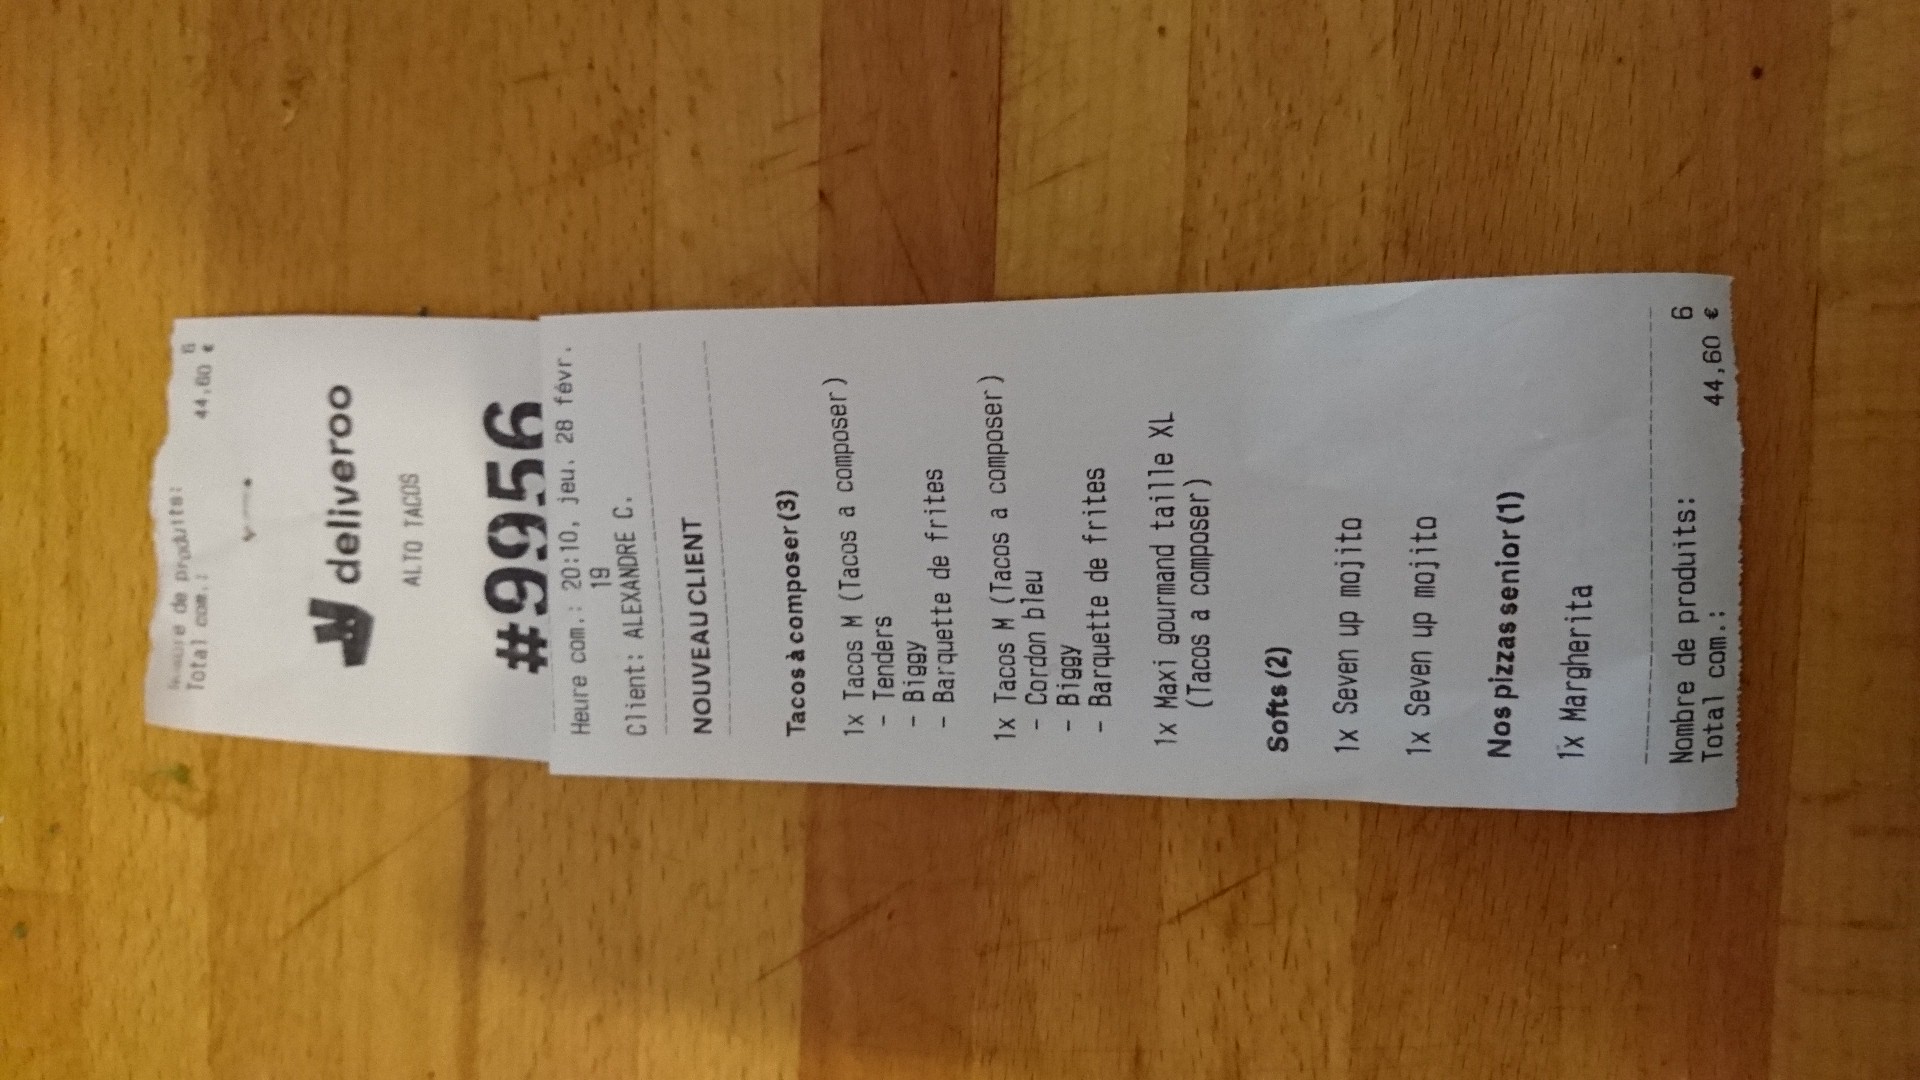 Nombre de produits: 6
Total com.: 44,60 €
deliveroo
ALTO TACOS
#9956
Heure com.: 20:10, jeu. 28 févr.
19
Client: ALEXANDRE C.
NOUVEAU CLIENT
Tacos à composer (3)
1x Tacos M (Tacos a composer)
- Tenders
- Biggy
- Barquette de frites
1x Tacos M (Tacos a composer)
- Cordon bleu
- Biggy
- Barquette de frites
1x Maxi gourmand taille XL
(Tacos a composer)
Softs (2)
1x Seven up mojito
1x Seven up mojito
Nos pizzas senior (1)
1x Margherita
Nombre de produits: 6
Total com.: 44,60 €